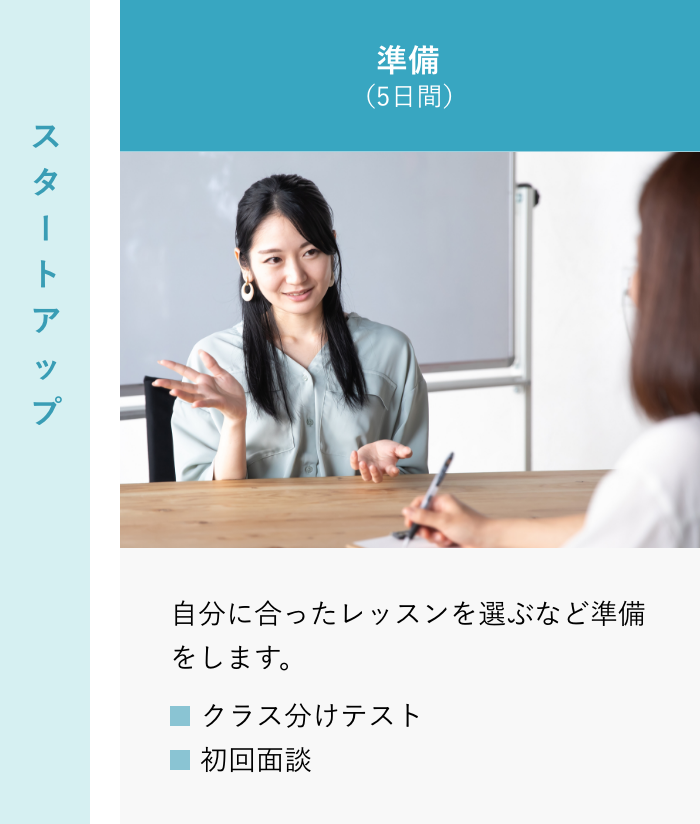 スタートアップ
準備
（5日間）
自分に合ったレッスンを選ぶなど準備
をします。
クラス分けテスト
初回面談